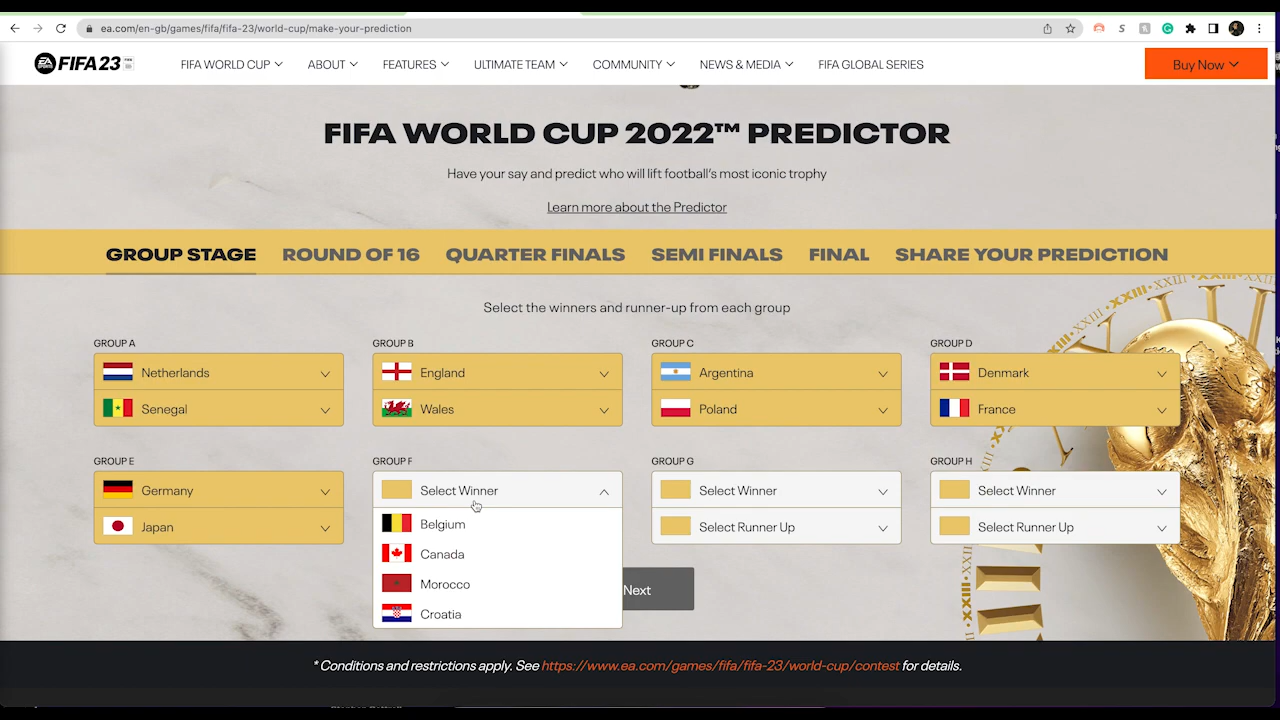 ea.com/en-gb/games/fifa/fifa-23/world-cup/make-your-prediction
EA SPORTS FIFA 23 FIFA WORLD CUP ABOUT FEATURES ULTIMATE TEAM COMMUNITY NEWS & MEDIA FIFA GLOBAL SERIES Buy Now
FIFA WORLD CUP 2022™ PREDICTOR
Have your say and predict who will lift football's most iconic trophy
Learn more about the Predictor
GROUP STAGE ROUND OF 16 QUARTER FINALS SEMI FINALS FINAL SHARE YOUR PREDICTION
Select the winners and runner-up from each group
GROUP A GROUP B GROUP C GROUP D
Netherlands England Argentina Denmark
Senegal Wales Poland France
GROUP E GROUP F GROUP G GROUP H
Germany Select Winner Select Winner Select Winner
Japan Belgium Select Runner Up Select Runner Up
Canada
Morocco
Next
Croatia
* Conditions and restrictions apply. See https://www.ea.com/games/fifa/fifa-23/world-cup/contest for details.